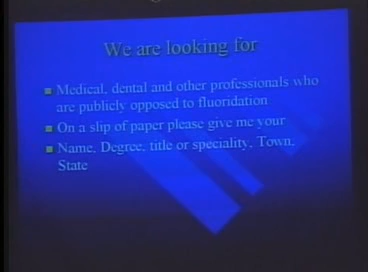 We are looking for
Medical, dental and other professionals who
are publicly opposed to fluoridation
On a slip of paper please give me your
Name, Degree, title or speciality, Town,
State